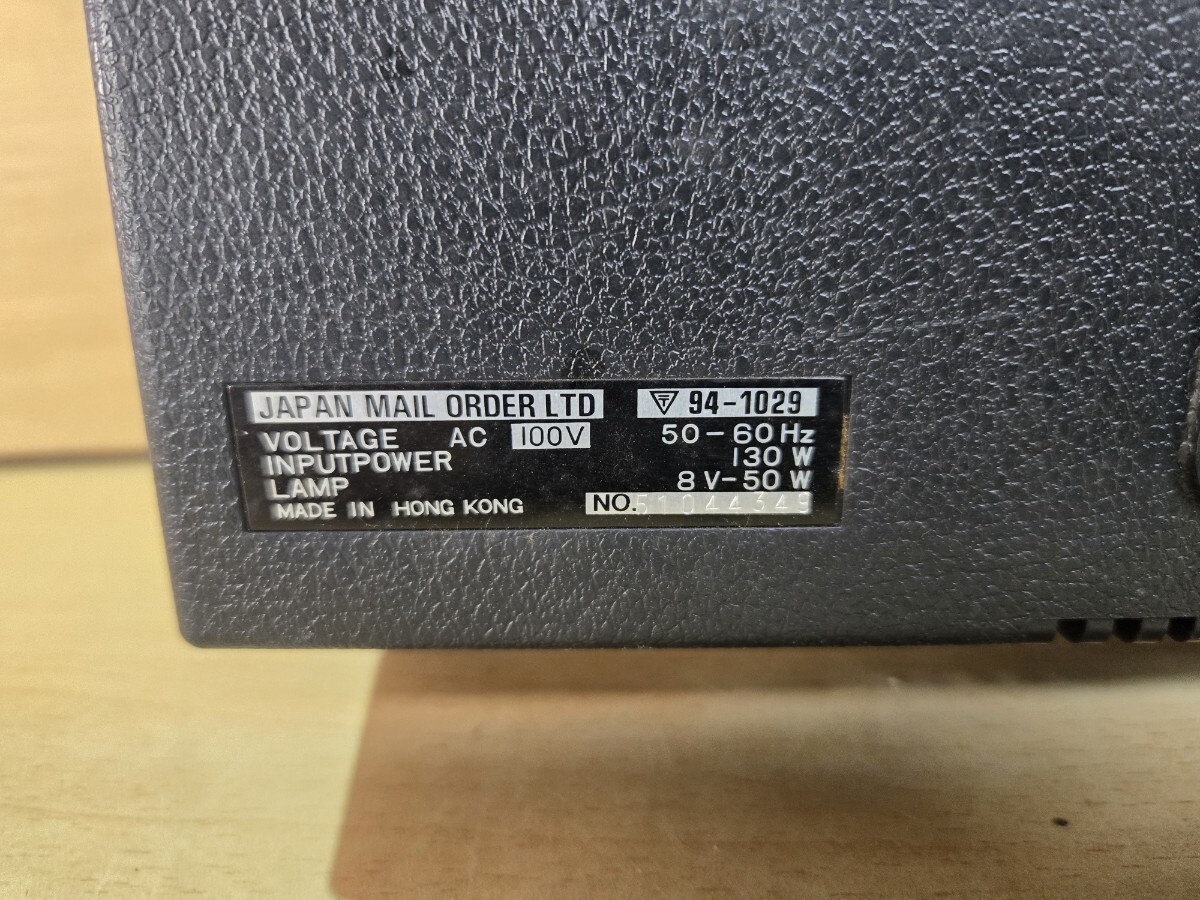 JAPAN MAIL ORDER LTD 〒 94-1029
VOLTAGE AC 100V 50-60Hz
INPUTPOWER 130 W
LAMP 8V-50 W
MADE IN HONG KONG NO.51044349